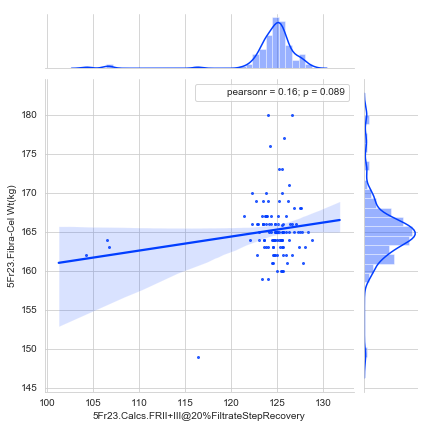 pearsonr = 0.16; p = 0.089
180
175
170
165
160
155
150
145
5Fr23.Fibra-Cel Wt(kg)
100 105 110 115 120 125 130
5Fr23.Calcs.FRII+III@20%FiltrateStepRecovery